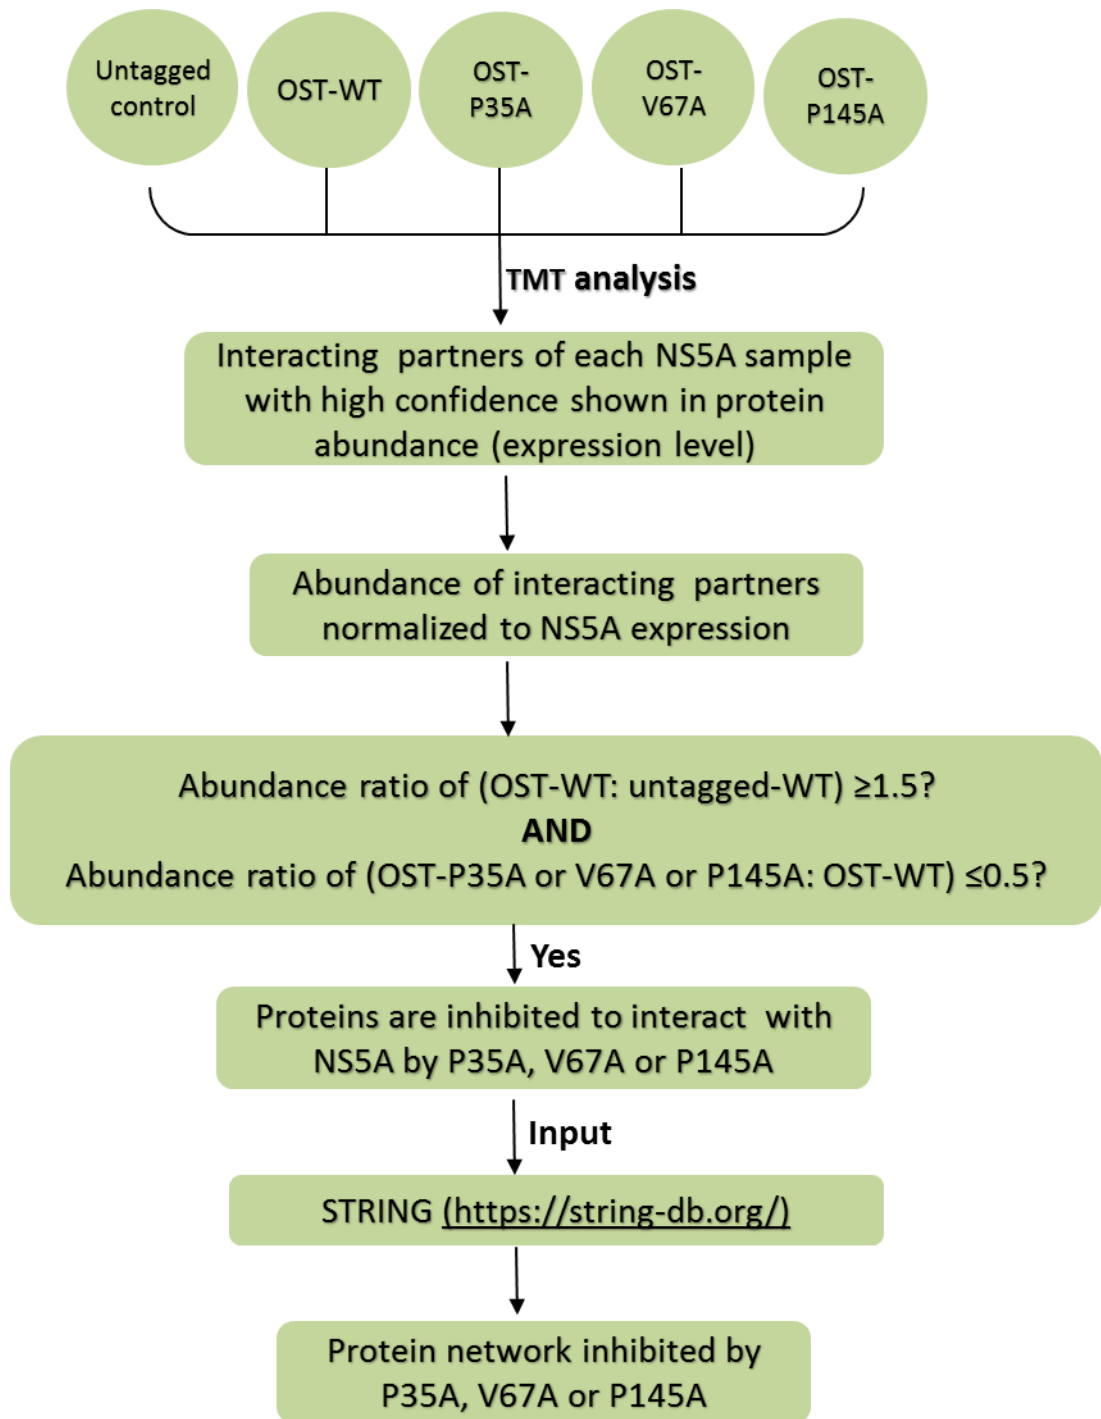 Untagged
control
OST-WT
OST-
P35A
OST-
V67A
OST-
P145A
TMT analysis
Interacting partners of each NS5A sample
with high confidence shown in protein
abundance (expression level)
Abundance of interacting partners
normalized to NS5A expression
Abundance ratio of (OST-WT: untagged-WT) ≥1.5?
AND
Abundance ratio of (OST-P35A or V67A or P145A: OST-WT) ≤0.5?
Yes
Proteins are inhibited to interact with
NS5A by P35A, V67A or P145A
Input
STRING (https://string-db.org/)
Protein network inhibited by
P35A, V67A or P145A